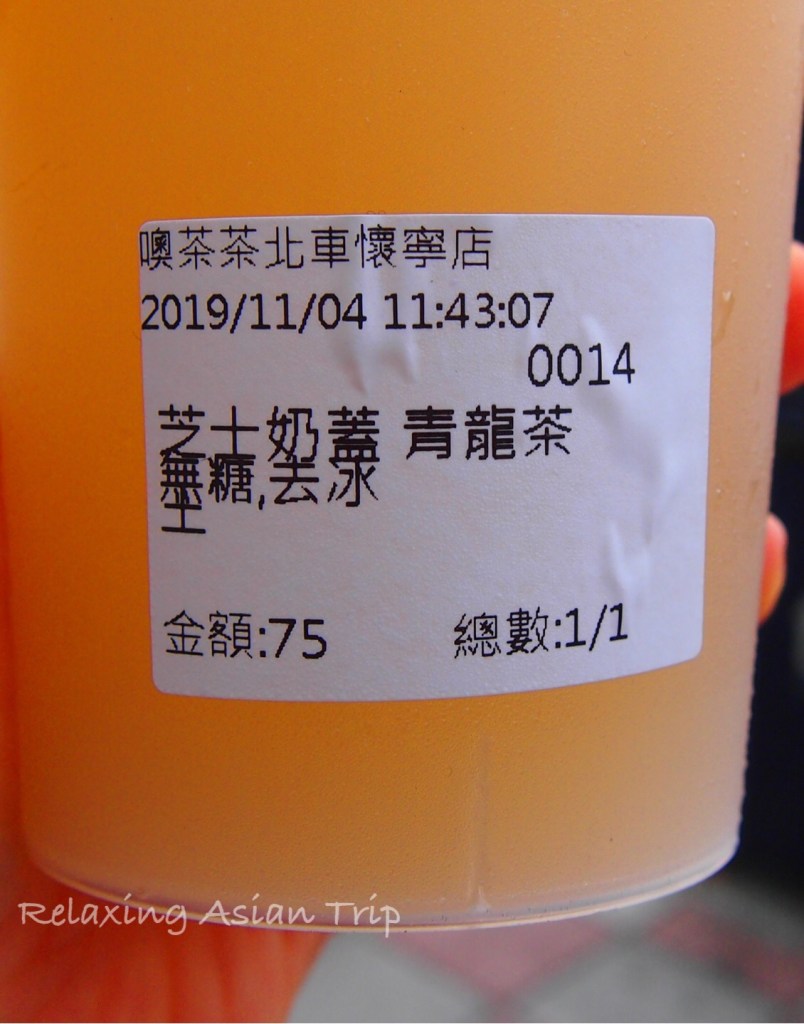 噢茶茶北車懷寧店
2019/11/04 11:43:07
0014
芝士奶蓋 青龍茶
無糖,去冰
土
金額:75 總數:1/1
Relaxing Asian Trip